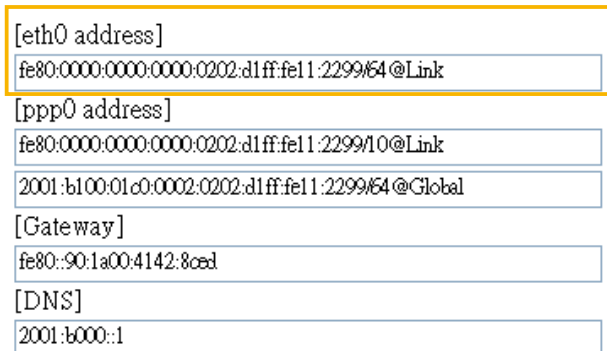 [eth0 address]
fe80:0000:0000:0000:0202:d1ff:fe11:2299/64@Link
[ppp0 address]
fe80:0000:0000:0000:0202:d1ff:fe11:2299/10@Link
2001:b100:01c0:0002:0202:d1ff:fe11:2299/64@Global
[Gateway]
fe80::90:1a00:4142:8ced
[DNS]
2001:b000::1